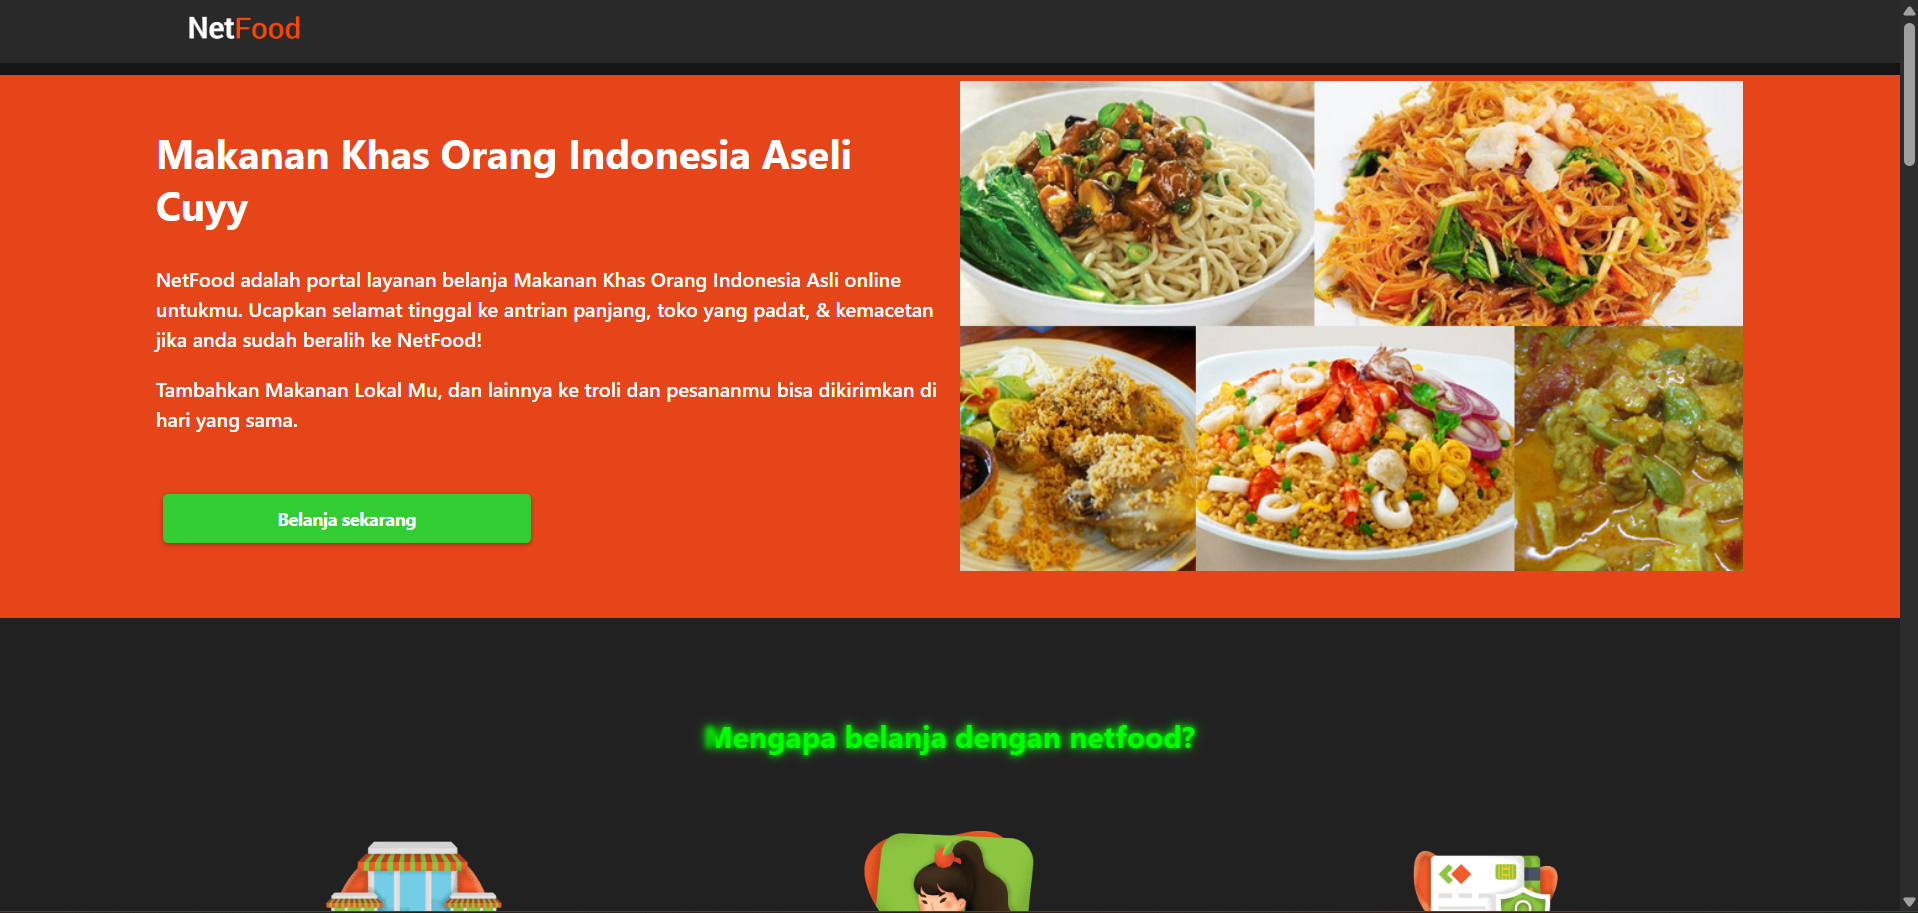 NetFood
Makanan Khas Orang Indonesia Aseli
Cuyy
NetFood adalah portal layanan belanja Makanan Khas Orang Indonesia Asli online
untukmu. Ucapkan selamat tinggal ke antrian panjang, toko yang padat, & kemacetan
jika anda sudah beralih ke NetFood!
Tambahkan Makanan Lokal Mu, dan lainnya ke troli dan pesananmu bisa dikirimkan di
hari yang sama.
Belanja sekarang
Mengapa belanja dengan netfood?